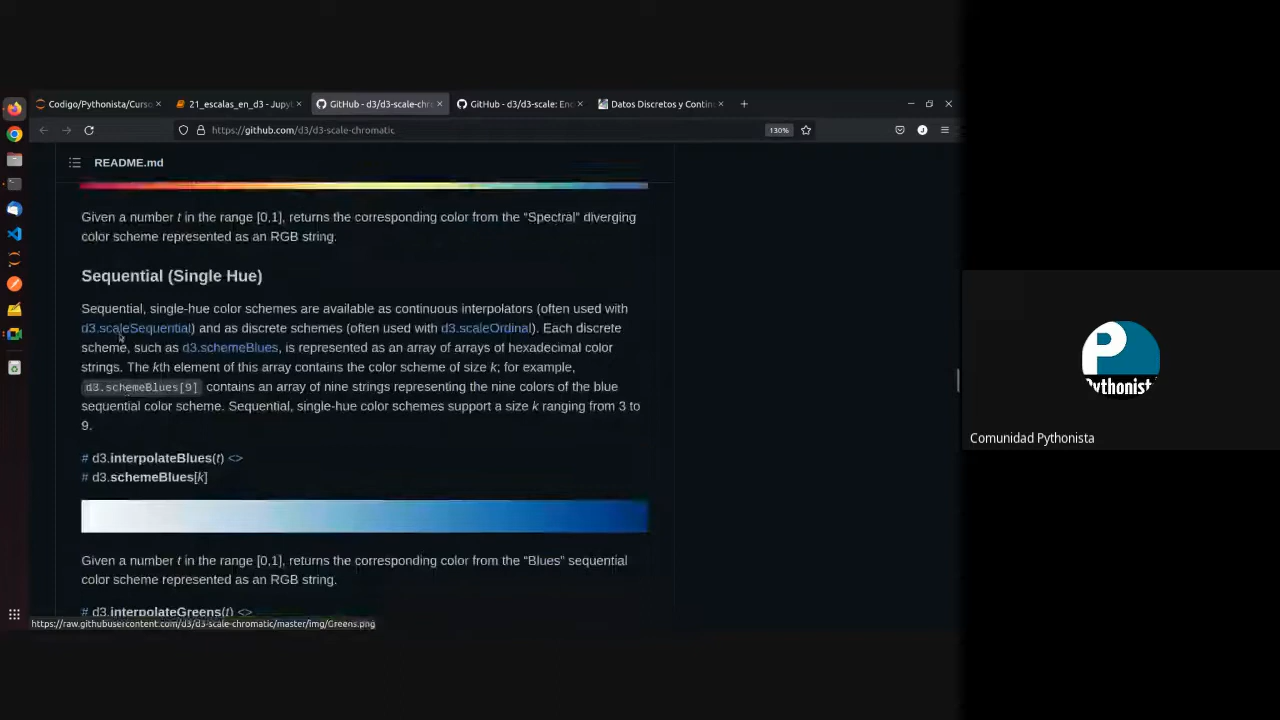 Codigo/Pythonista/Curso
21_escalas_en_d3 - Jupyt
GitHub - d3/d3-scale-chr
GitHub - d3/d3-scale: Enc
Datos Discretos y Contin
https://github.com/d3/d3-scale-chromatic
130%
README.md
Given a number t in the range [0,1], returns the corresponding color from the “Spectral” diverging
color scheme represented as an RGB string.
Sequential (Single Hue)
Sequential, single-hue color schemes are available as continuous interpolators (often used with
d3.scaleSequential) and as discrete schemes (often used with d3.scaleOrdinal). Each discrete
scheme, such as d3.schemeBlues, is represented as an array of arrays of hexadecimal color
strings. The kth element of this array contains the color scheme of size k; for example,
d3.schemeBlues[9] contains an array of nine strings representing the nine colors of the blue
sequential color scheme. Sequential, single-hue color schemes support a size k ranging from 3 to
9.
# d3.interpolateBlues(t) <>
# d3.schemeBlues[k]
Given a number t in the range [0,1], returns the corresponding color from the “Blues” sequential
color scheme represented as an RGB string.
# d3.interpolateGreens(t) <>
https://raw.githubusercontent.com/d3/d3-scale-chromatic/master/img/Greens.png
Pythonist
Comunidad Pythonista